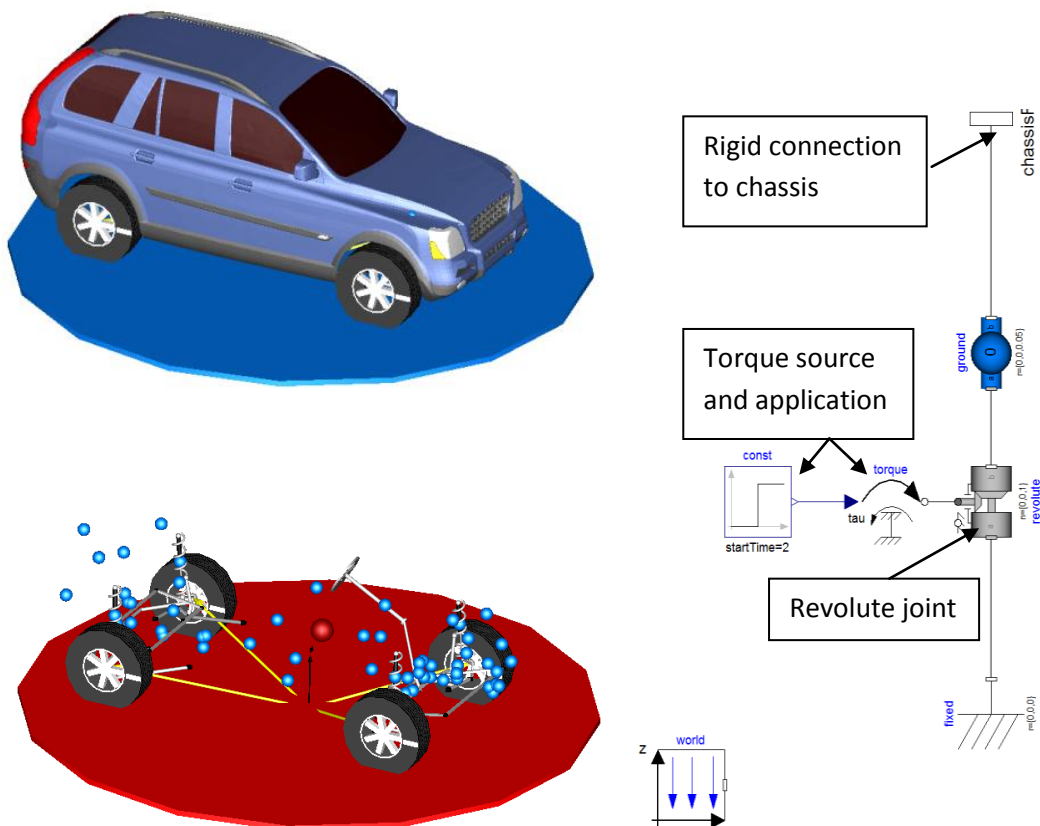 Rigid connection
to chassis
chassisF
ground
r={0,0,0.05}
Torque source
and application
const
startTime=2
torque
tau
b
a
n={0,0,1}
revolute
Revolute joint
fixed
r={0,0,0}
world
z